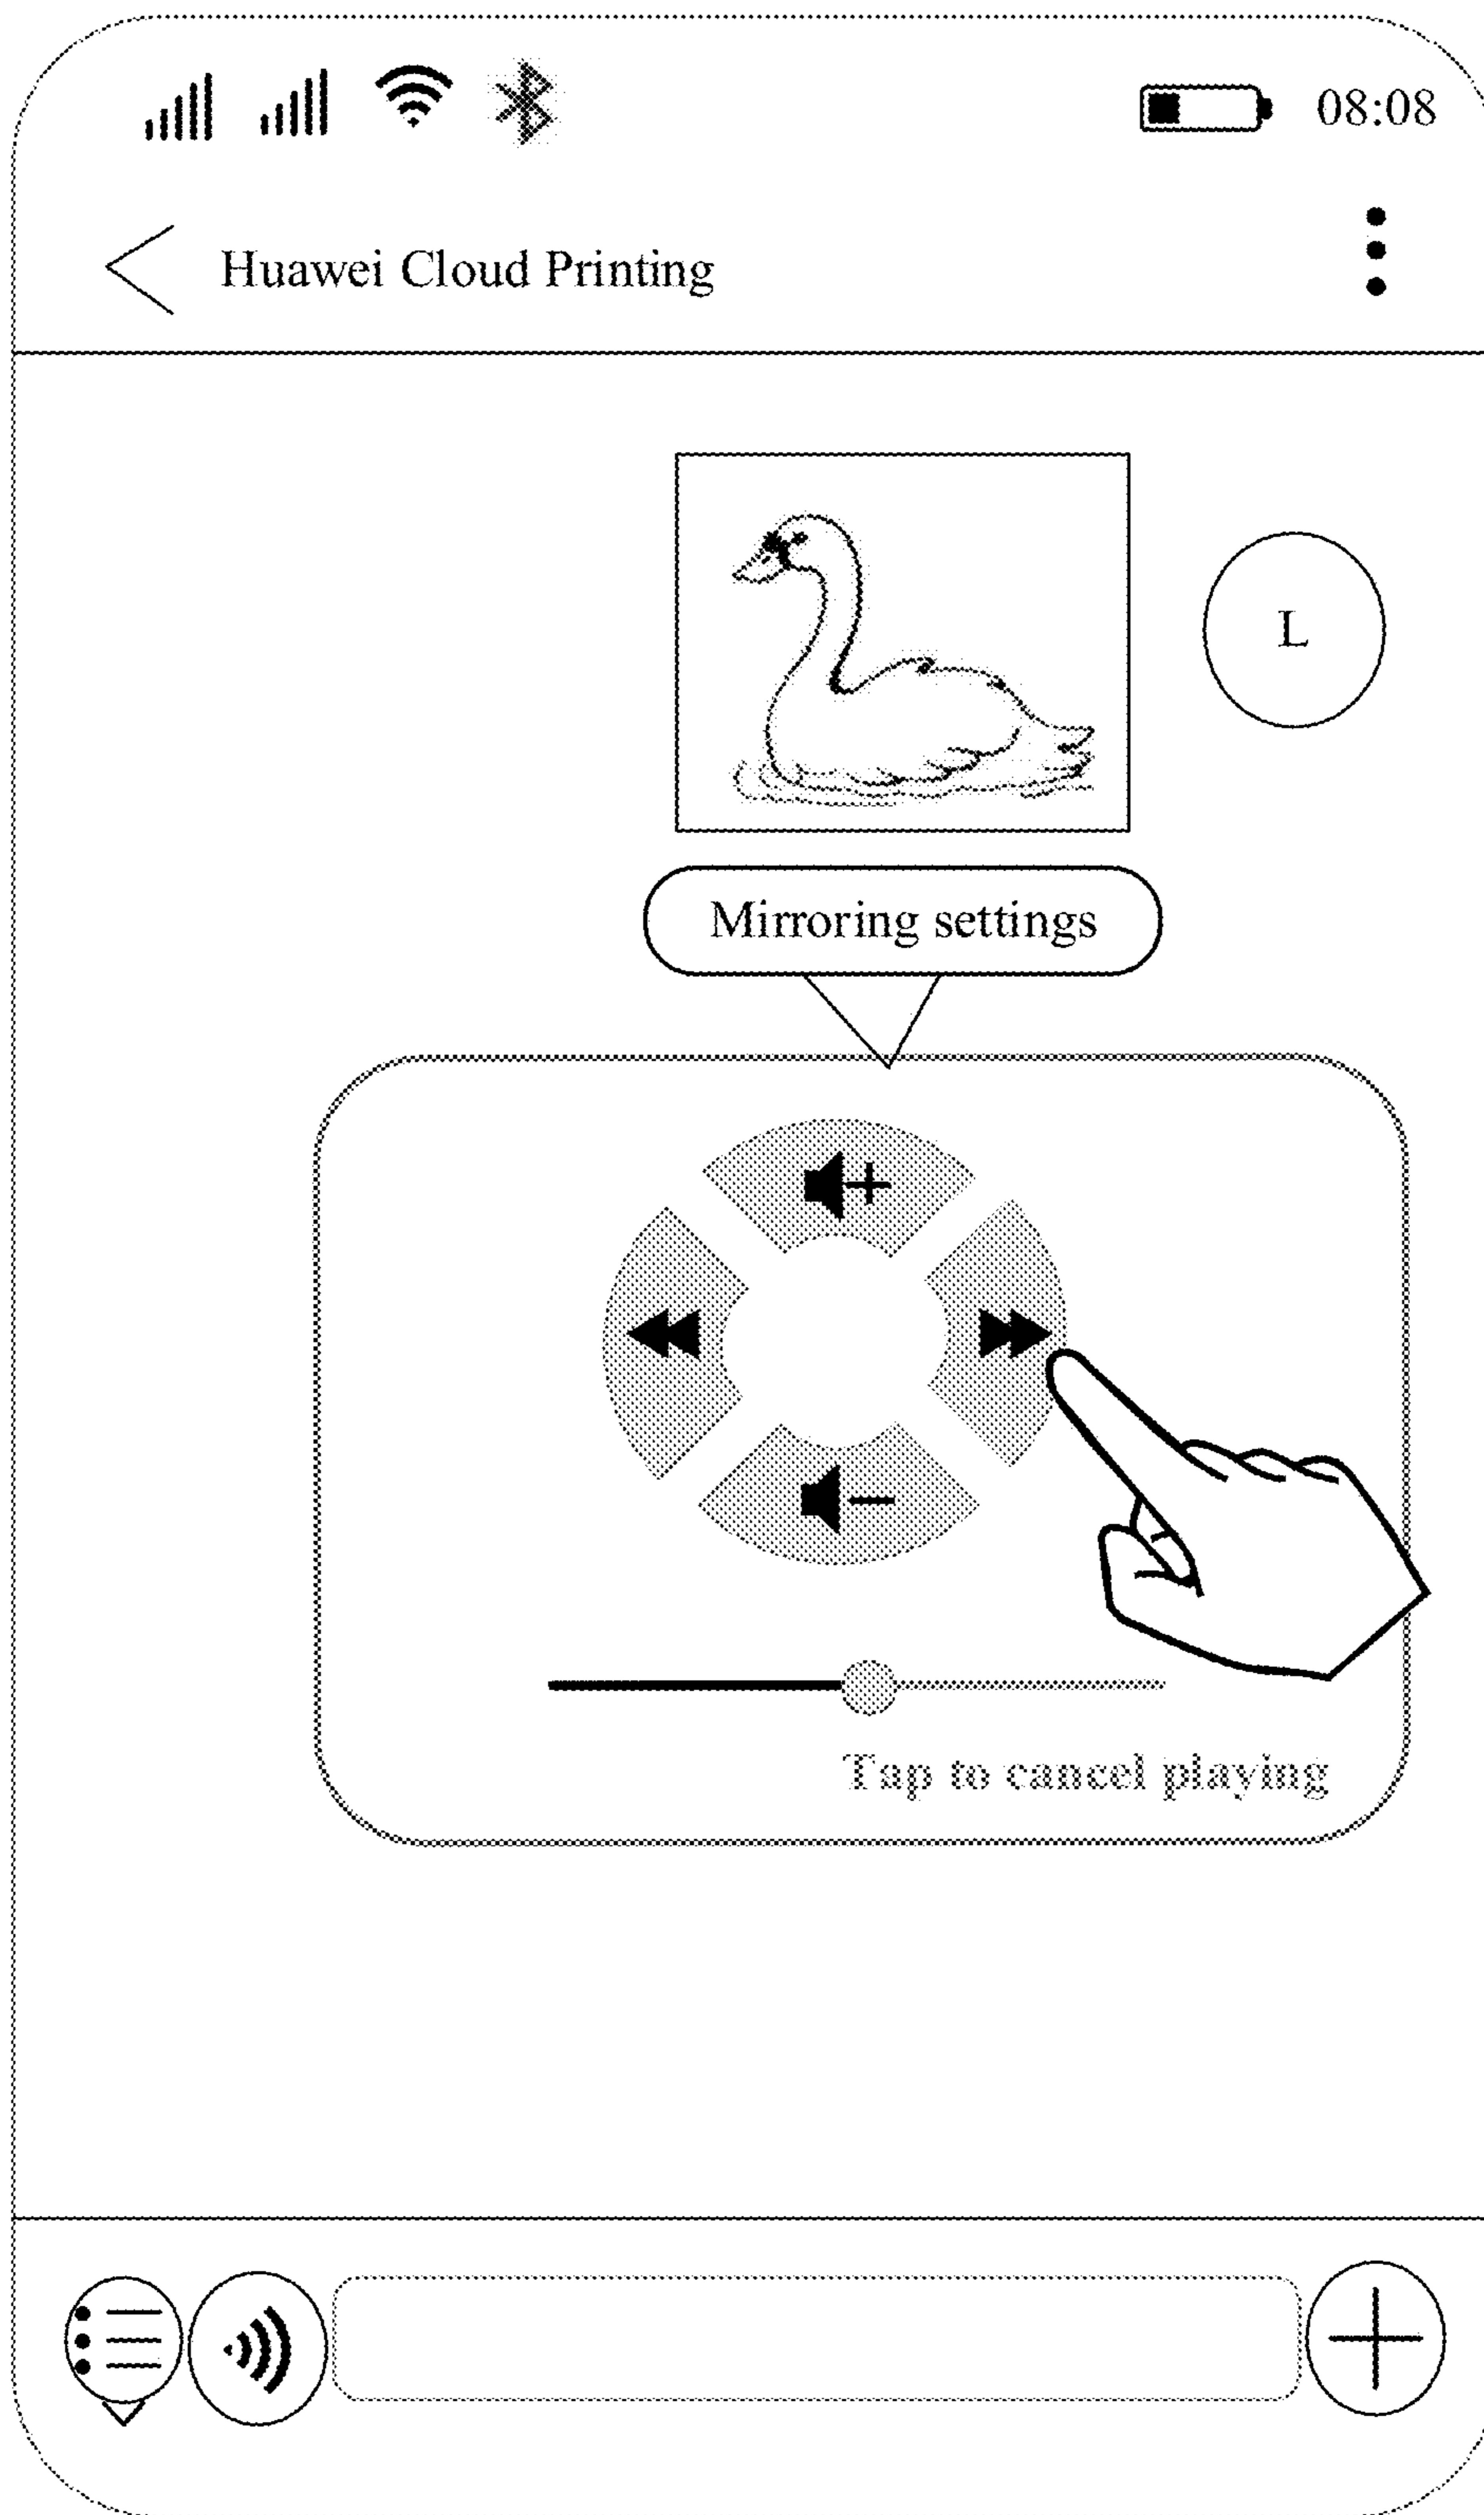 08:08
Huawei Cloud Printing
L
Mirroring settings
Tap to cancel playing